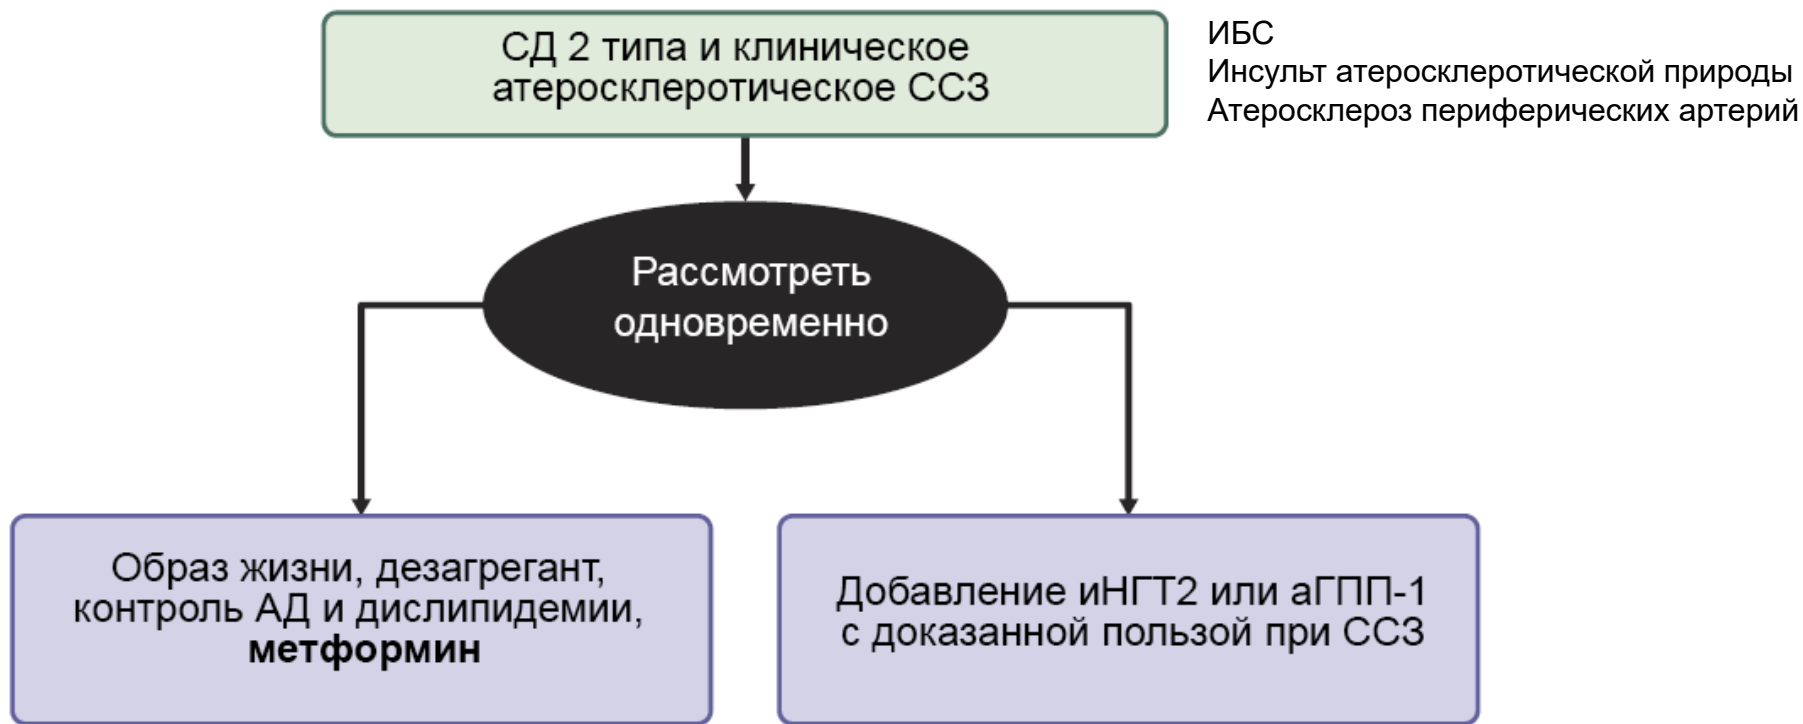 СД 2 типа и клиническое
атеросклеротическое ССЗ
ИБС
Инсульт атеросклеротической природы
Атеросклероз периферических артерий
Рассмотреть
одновременно
Образ жизни, дезагрегант,
контроль АД и дислипидемии,
метформин
Добавление иНГТ2 или аГПП-1
с доказанной пользой при ССЗ